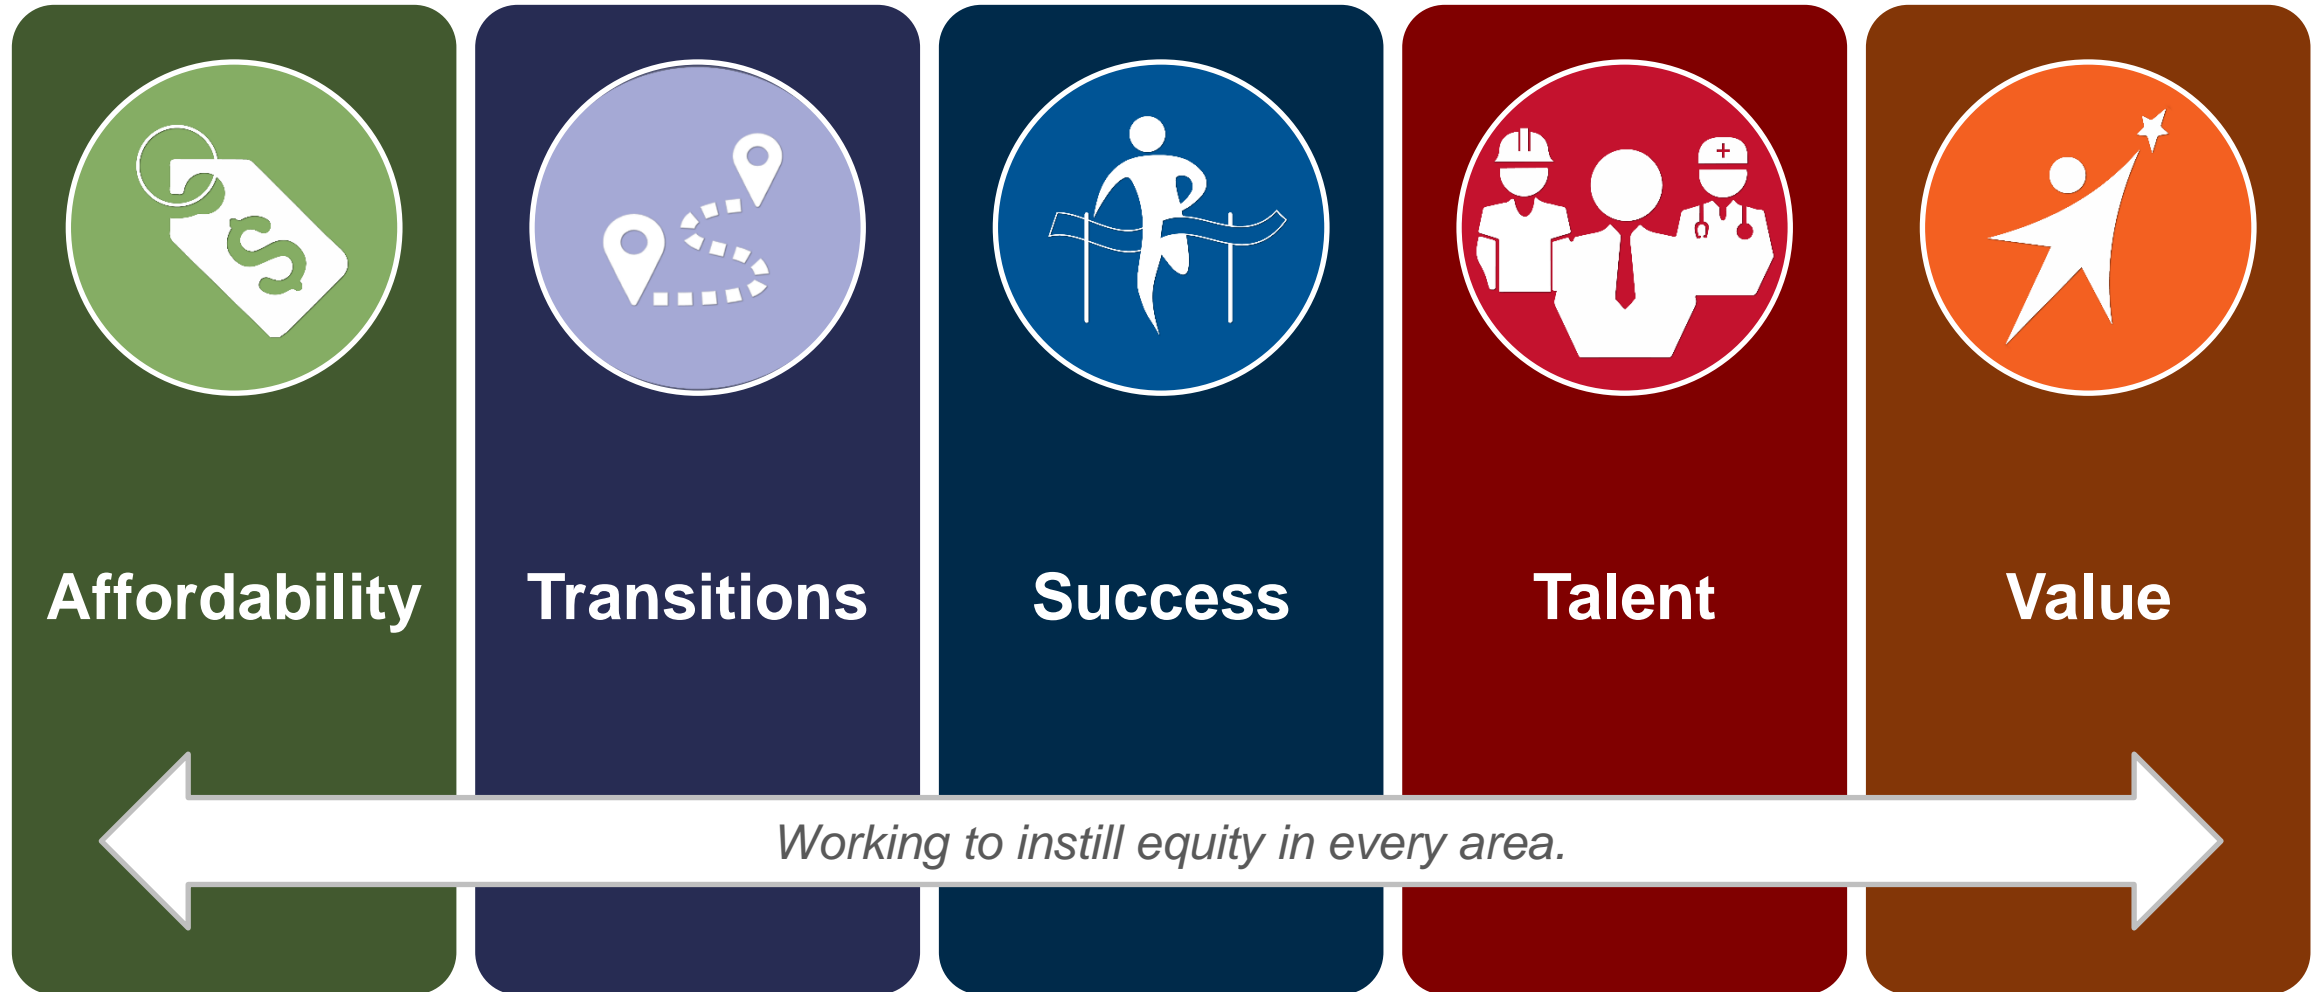 Affordability
Transitions
Success
Talent
Value
Working to instill equity in every area.